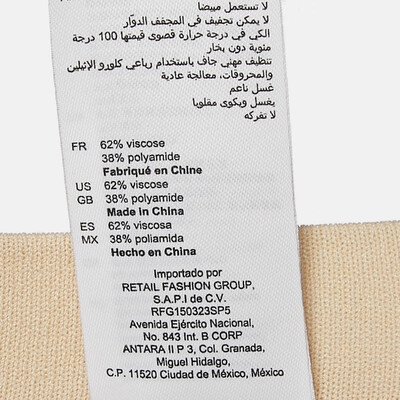 لا تستعمل مبيضا
لا يمكن تجفيف في المجفف الدوّار
الكي في درجة حرارة قصوى قيمتها 100 درجة
مئوية دون بخار
تنظيف مهني جاف باستخدام رباعي كلورو الإثيلين
والمحروقات، معالجة عادية
غسل ناعم
يغسل ويكوى مقلوبا
لا تفركه
FR 62% viscose
38% polyamide
Fabriqué en Chine
US 62% viscose
GB 38% polyamide
Made in China
ES 62% viscosa
MX 38% poliamida
Hecho en China
Importado por
RETAIL FASHION GROUP,
S.A.P.I de C.V.
RFG150323SP5
Avenida Ejército Nacional,
No. 843 Int. B CORP
ANTARA II P 3, Col. Granada,
Miguel Hidalgo,
C.P. 11520 Ciudad de México, México